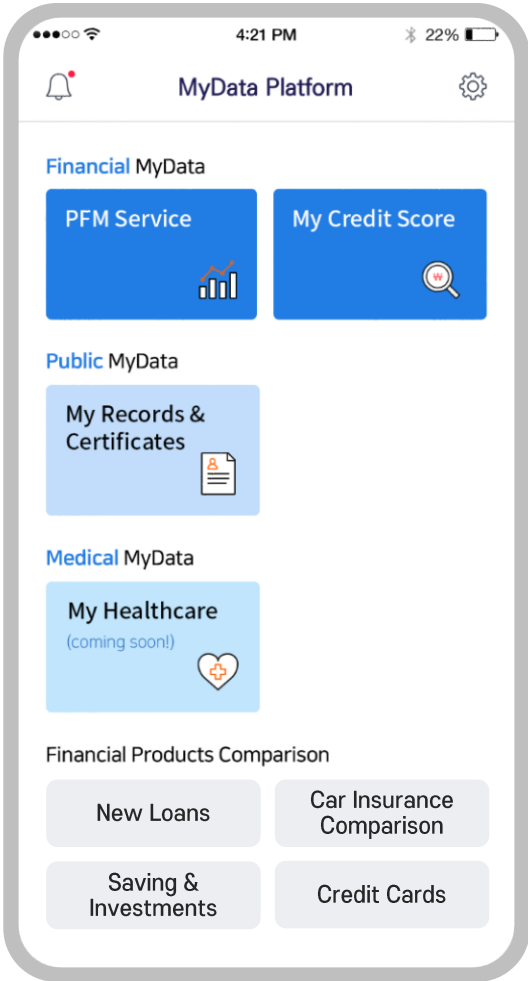 4:21 PM
22%
MyData Platform
Financial MyData
PFM Service
My Credit Score
₩
Public MyData
My Records &
Certificates
Medical MyData
My Healthcare
(coming soon!)
Financial Products Comparison
New Loans
Car Insurance
Comparison
Saving &
Investments
Credit Cards